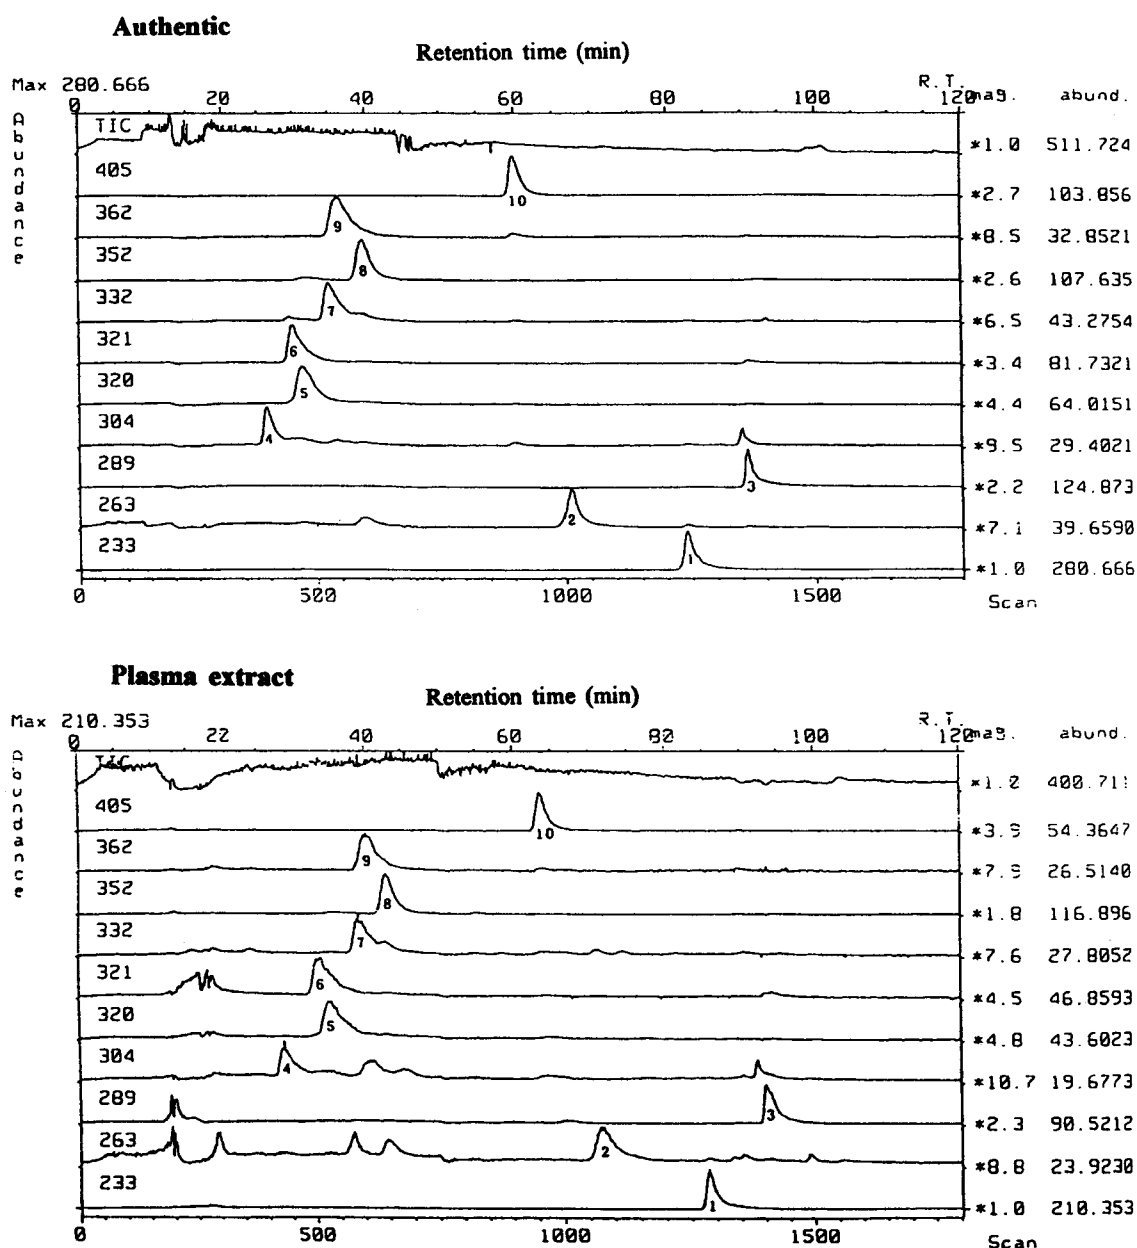 Authentic
Retention time (min)
Max 280.666 R.T. mag. abund.
0 20 40 60 80 100 120
Abundance
TIC *1.0 511.724
405 10 *2.7 103.856
362 9 *8.5 32.8521
352 8 *2.6 107.635
332 7 *6.5 43.2754
321 6 *3.4 81.7321
320 5 *4.4 64.0151
304 4 *9.5 29.4021
289 3 *2.2 124.873
263 2 *7.1 39.6590
233 1 *1.0 280.666
0 500 1000 1500 Scan
Plasma extract
Retention time (min)
Max 210.353 R.T. mag. abund.
0 22 40 60 80 100 120
Abundance
TIC *1.2 400.711
405 10 *3.9 54.3647
362 9 *7.9 26.5140
352 8 *1.8 116.896
332 7 *7.6 27.8052
321 6 *4.5 46.8593
320 5 *4.8 43.6023
304 4 *10.7 19.6773
289 3 *2.3 90.5212
263 2 *8.8 23.9230
233 1 *1.0 210.353
0 500 1000 1500 Scan